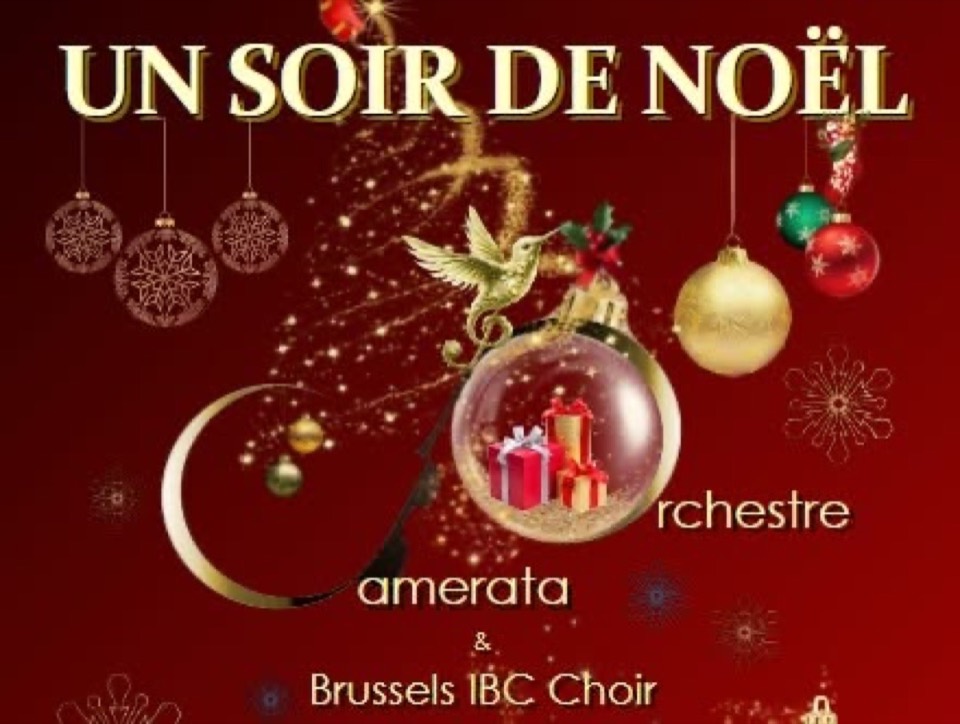 UN SOIR DE NOËL
Orchestre
Camerata
&
Brussels IBC Choir